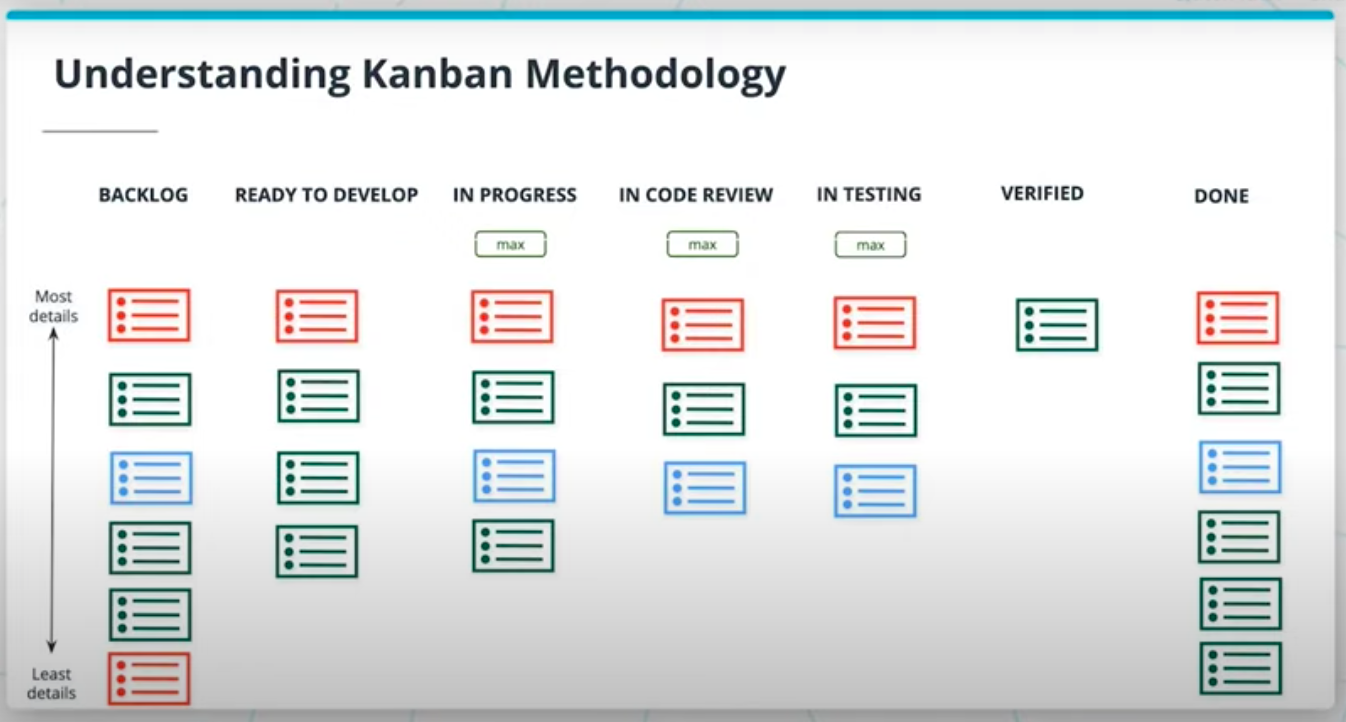 Understanding Kanban Methodology
BACKLOG
READY TO DEVELOP
IN PROGRESS
IN CODE REVIEW
IN TESTING
VERIFIED
DONE
max
max
max
Most
details
Least
details